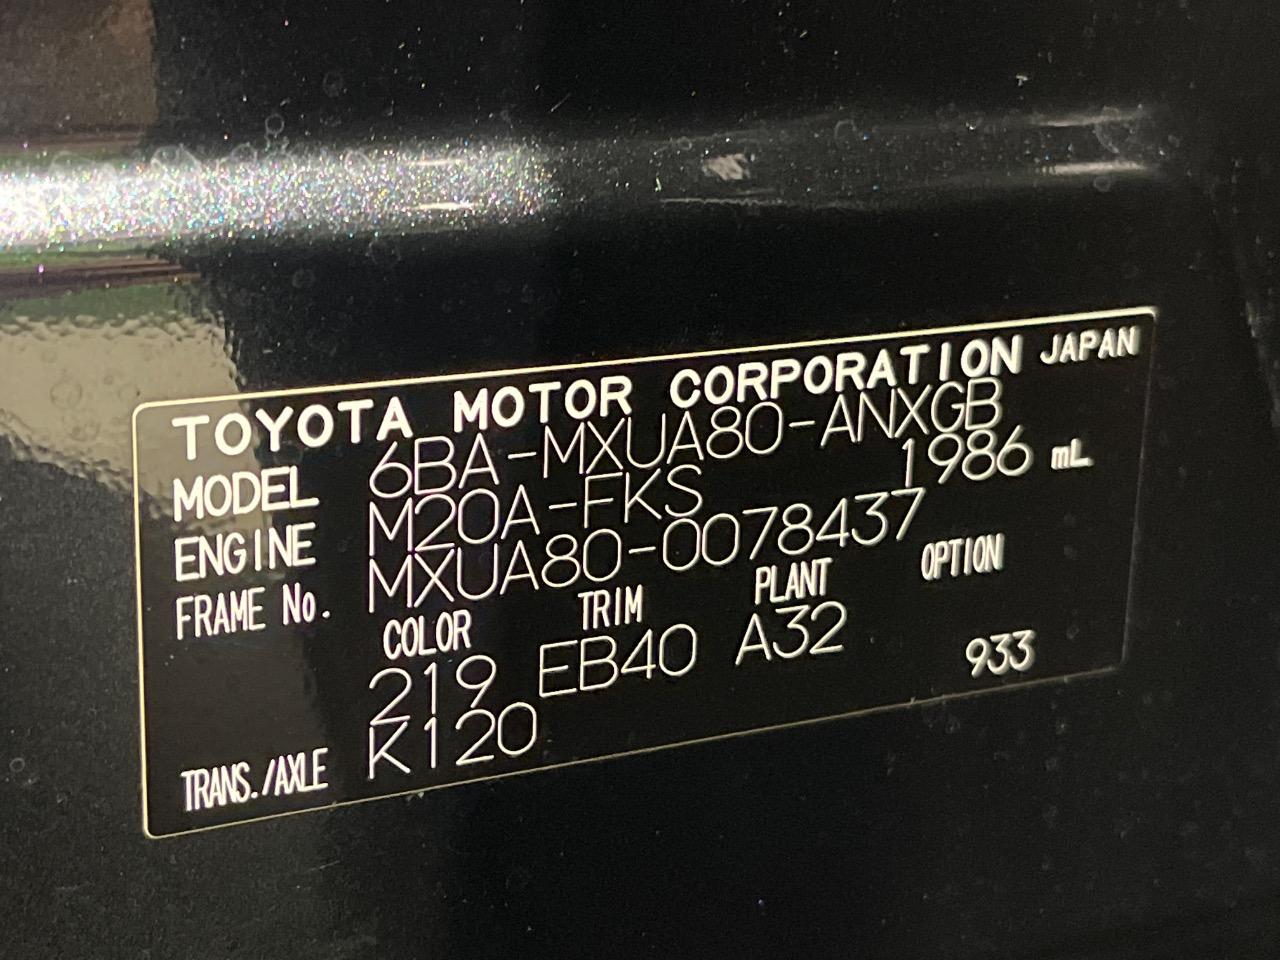 TOYOTA MOTOR CORPORATION JAPAN
MODEL 6BA-MXUA80-ANXGB
ENGINE M20A-FKS 1986 mL
FRAME No. MXUA80-0078437
COLOR TRIM PLANT OPTION
219 EB40 A32 933
TRANS./AXLE K120